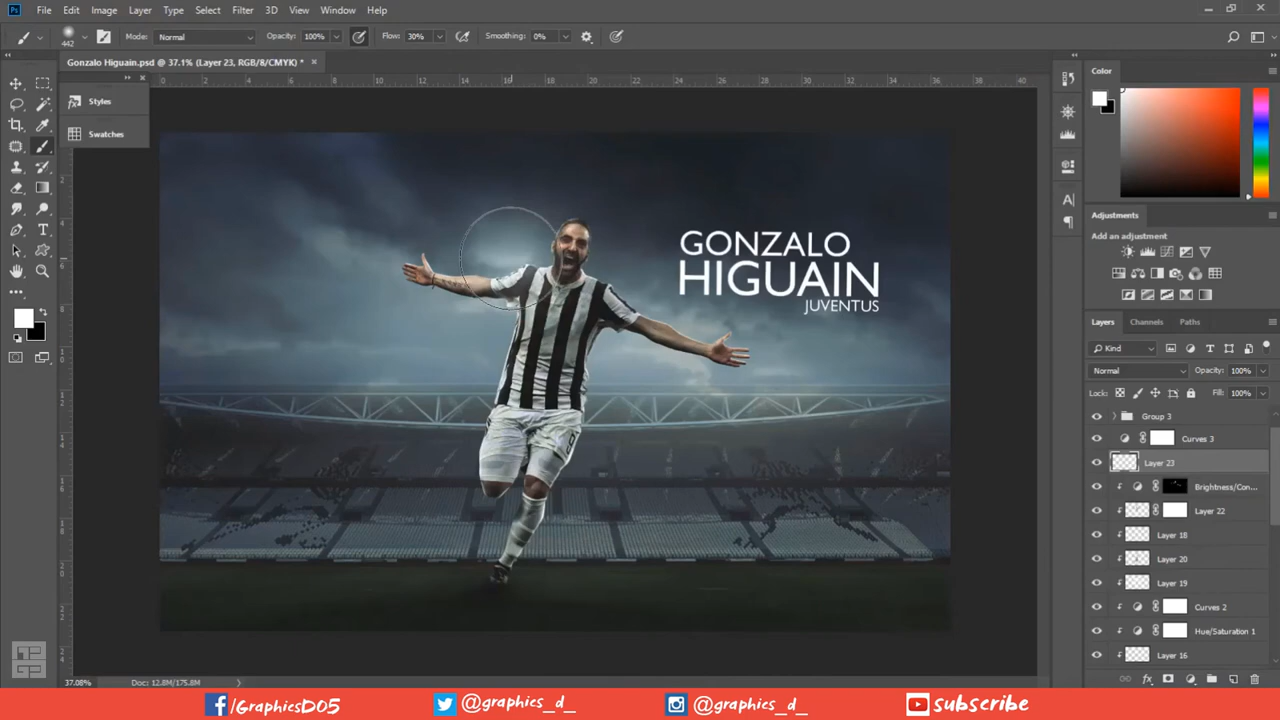 Ps File Edit Image Layer Type Select Filter 3D View Window Help
442 Mode: Normal Opacity: 100% Flow: 30% Smoothing: 0%
Gonzalo Higuain.psd @ 37.1% (Layer 23, RGB/8/CMYK) *
Styles
Swatches
GONZALO
HIGUAIN
JUVENTUS
Color
Adjustments
Add an adjustment
Layers Channels Paths
Kind
Normal Opacity: 100%
Lock: Fill: 100%
Group 3
Curves 3
Layer 23
Brightness/Con...
Layer 22
Layer 18
Layer 20
Layer 19
Curves 2
Hue/Saturation 1
Layer 16
37.08% Doc: 12.8M/175.8M
/GraphicsD05 @graphics_d_ @graphics_d_ subscribe